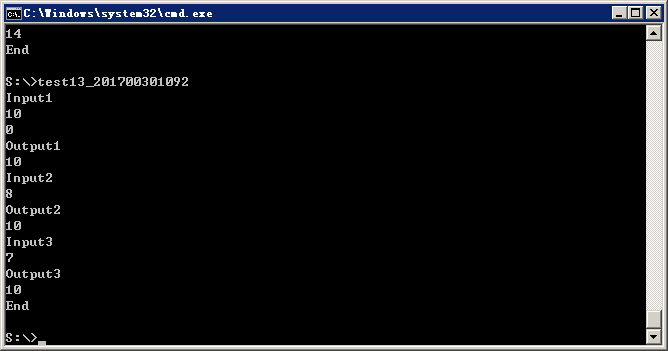 C:\Windows\system32\cmd.exe
14
End
S:\>test13_201700301092
Input1
10
0
Output1
10
Input2
8
Output2
10
Input3
7
Output3
10
End
S:\>